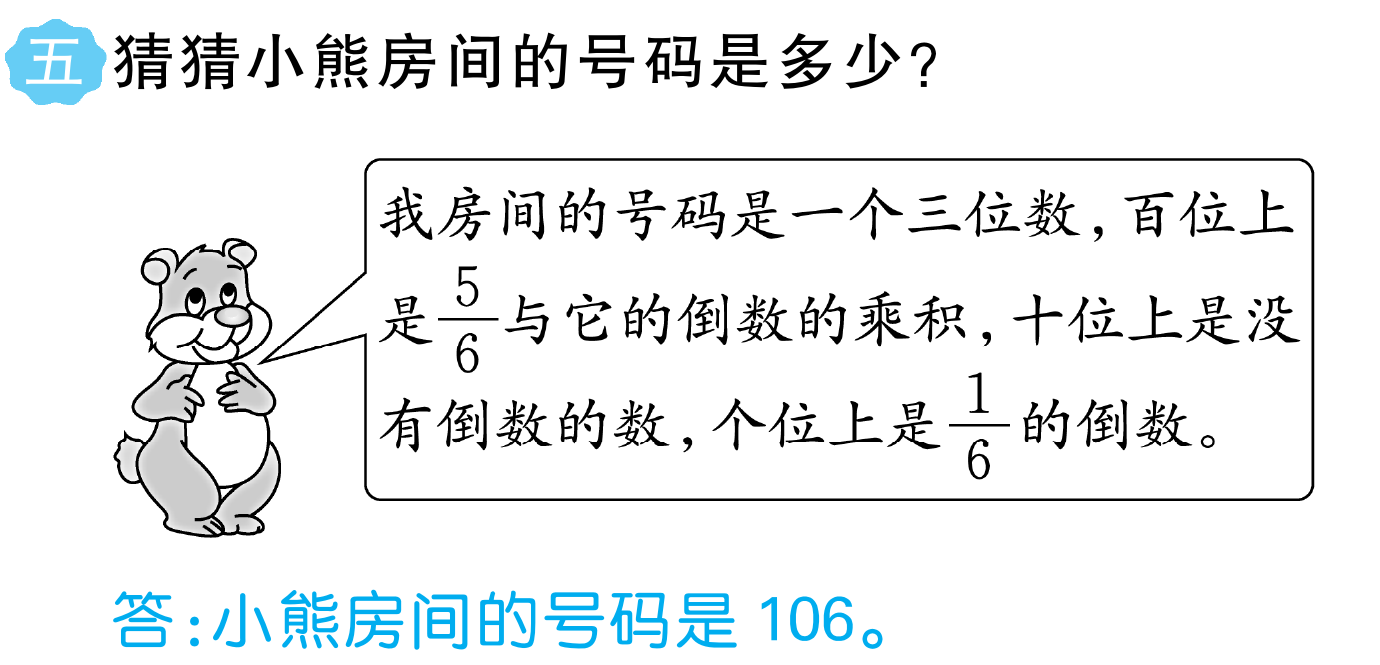 五 猜猜小熊房间的号码是多少?
我房间的号码是一个三位数,百位上
是5/6与它的倒数的乘积,十位上是没
有倒数的数,个位上是1/6的倒数。
答:小熊房间的号码是 106。